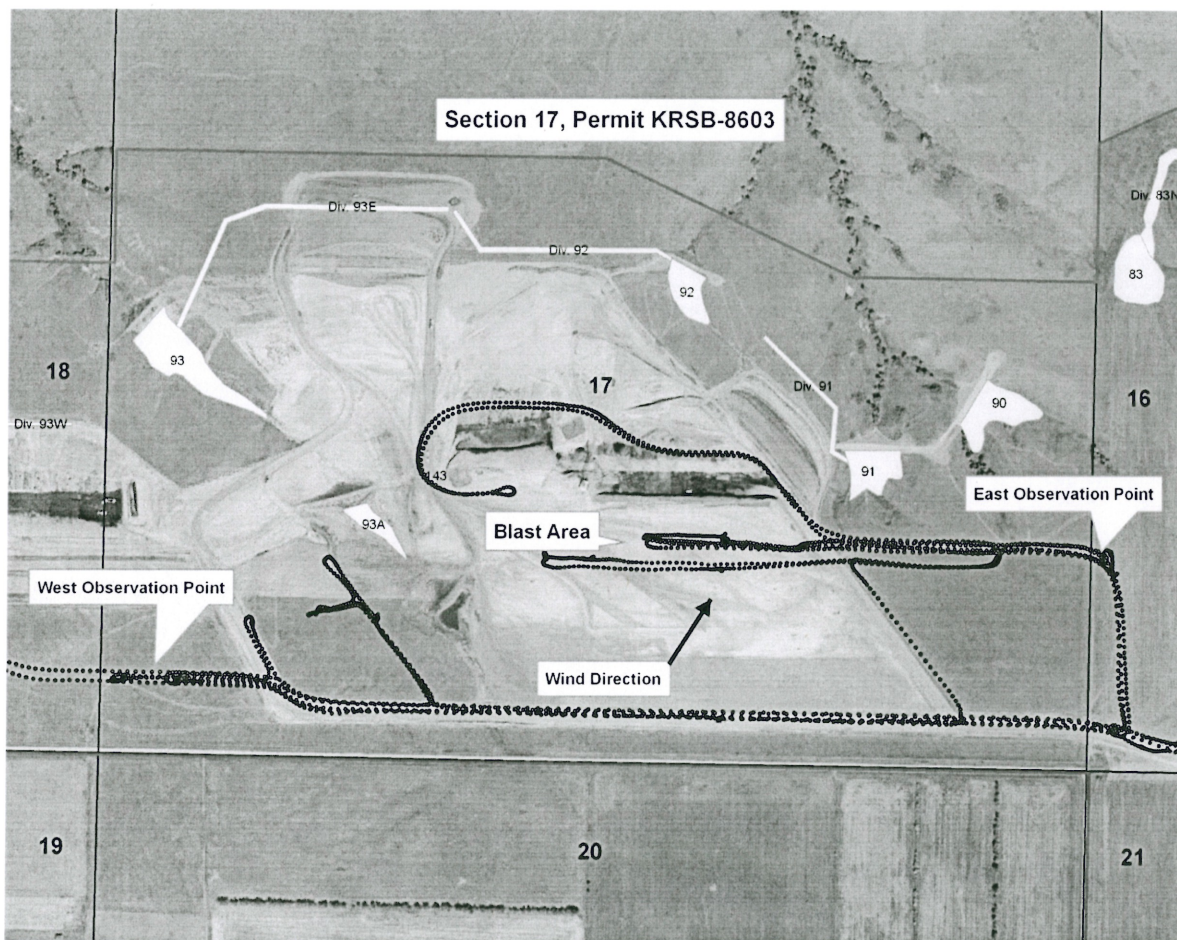 Section 17, Permit KRSB-8603
Div. 93E
Div. 83N
Div. 92
83
92
93
18
17
16
Div. 91
90
Div. 93W
91
143
East Observation Point
93A
Blast Area
West Observation Point
Wind Direction
19
20
21